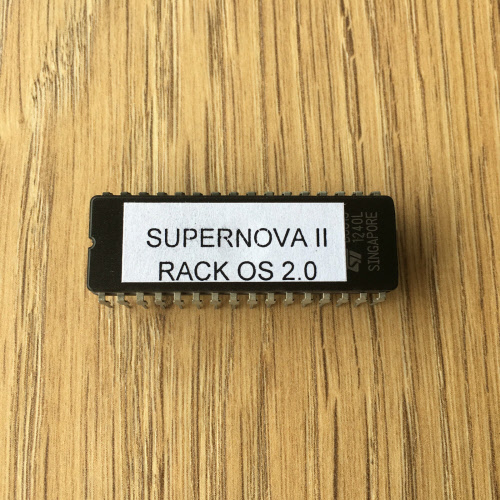 SUPERNOVA II
RACK OS 2.0
1240L
SINGAPORE